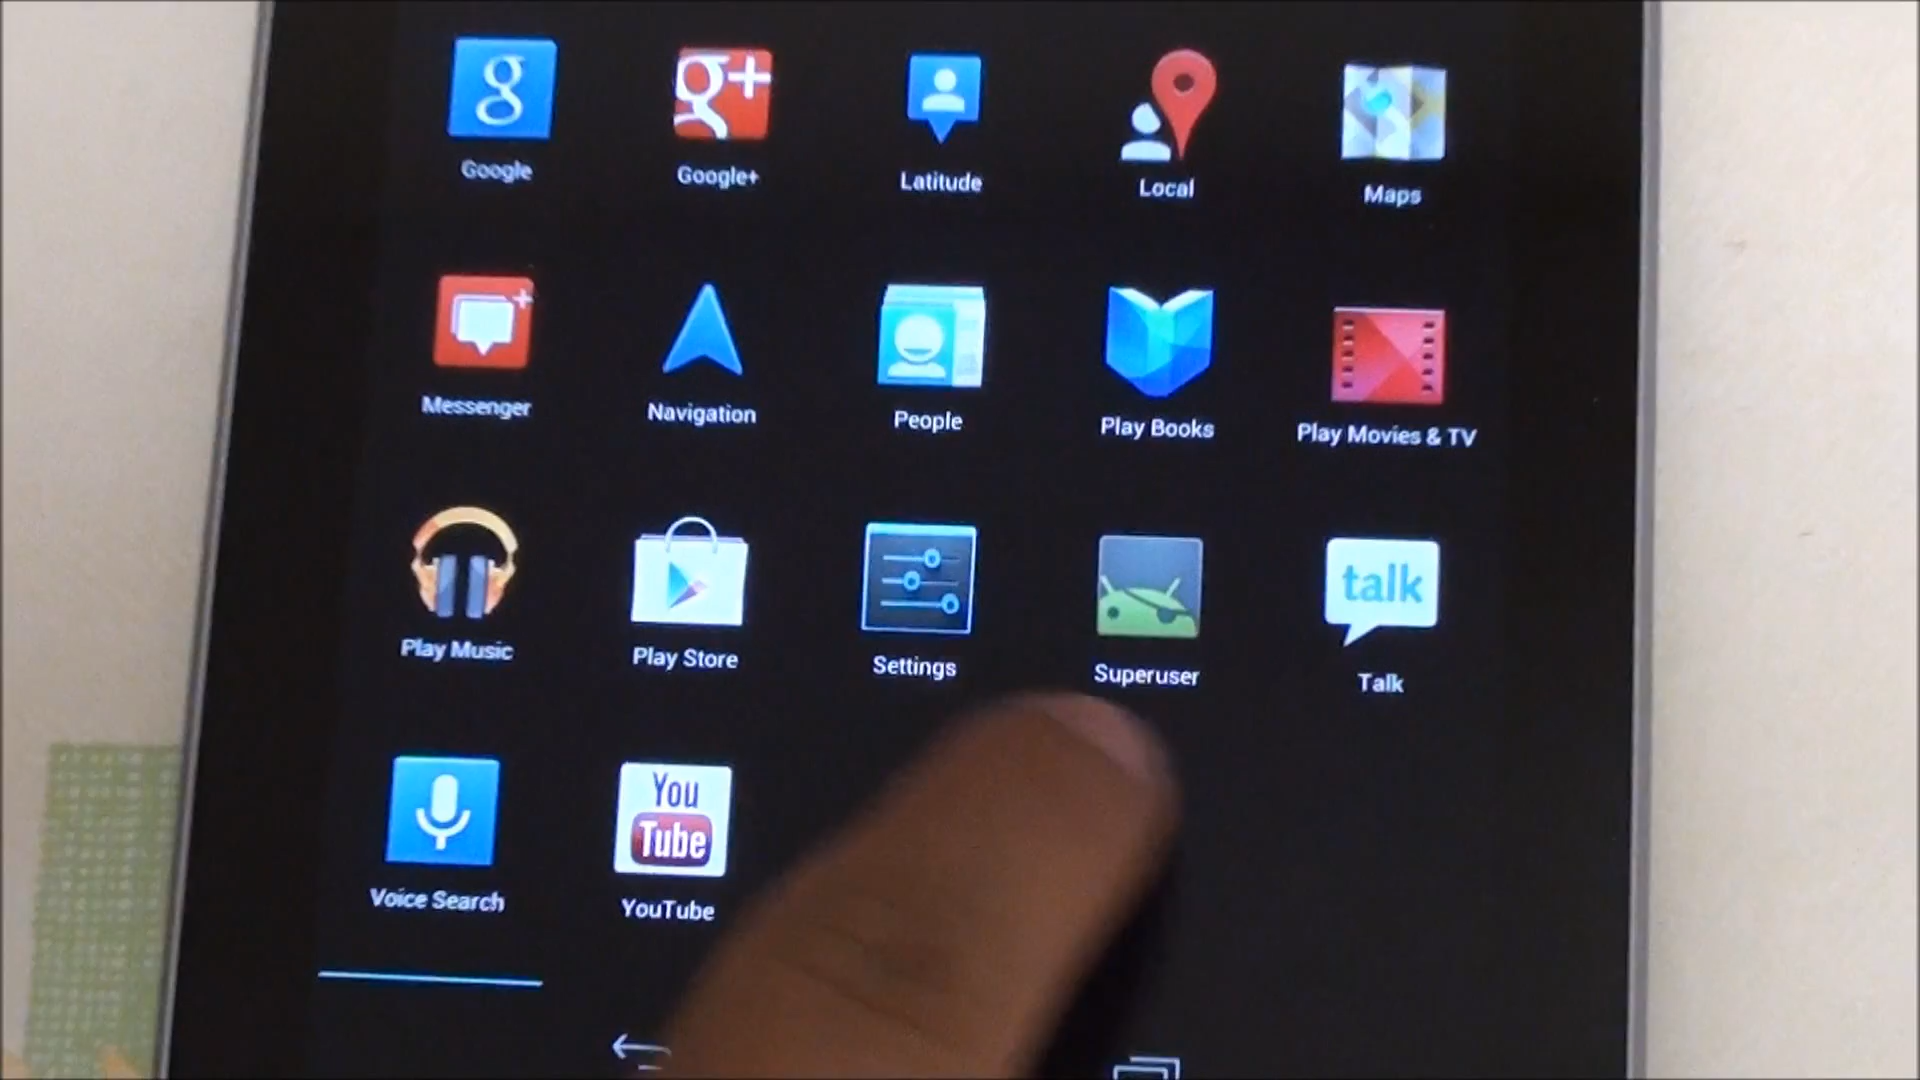 g
Google
g+
Google+
Latitude
Local
Maps
Messenger
Navigation
People
Play Books
Play Movies & TV
Play Music
Play Store
Settings
Superuser
talk
Talk
Voice Search
You
Tube
YouTube